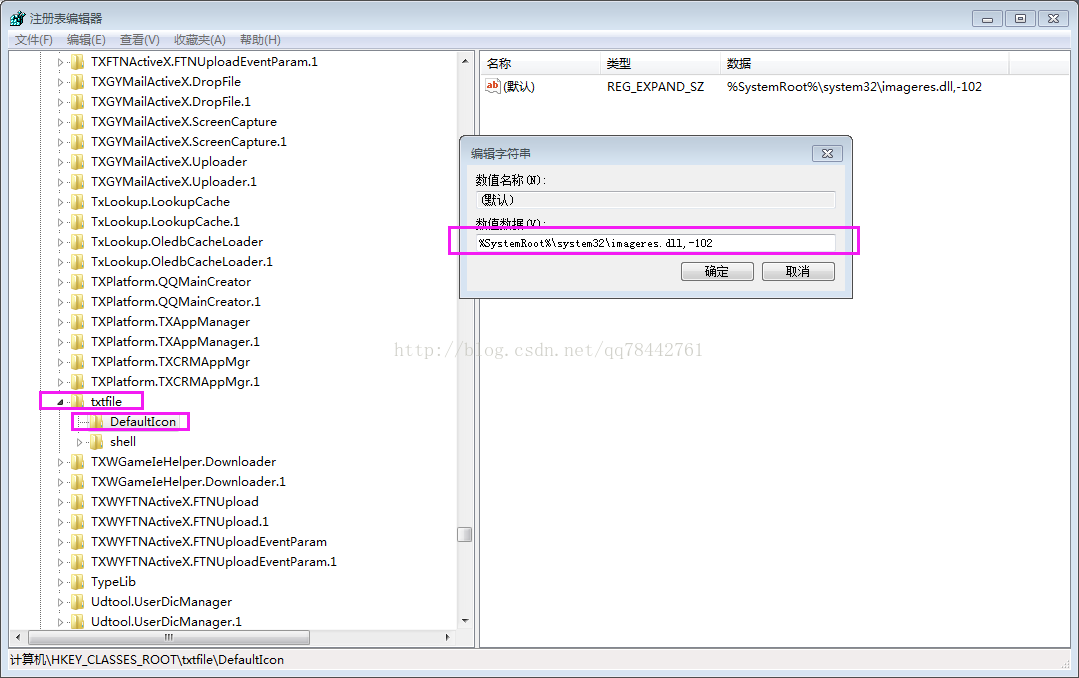 注册表编辑器
文件(F) 编辑(E) 查看(V) 收藏夹(A) 帮助(H)
TXFTNActiveX.FTNUploadEventParam.1
TXGYMailActiveX.DropFile
TXGYMailActiveX.DropFile.1
TXGYMailActiveX.ScreenCapture
TXGYMailActiveX.ScreenCapture.1
TXGYMailActiveX.Uploader
TXGYMailActiveX.Uploader.1
TxLookup.LookupCache
TxLookup.LookupCache.1
TxLookup.OledbCacheLoader
TxLookup.OledbCacheLoader.1
TXPlatform.QQMainCreator
TXPlatform.QQMainCreator.1
TXPlatform.TXAppManager
TXPlatform.TXAppManager.1
TXPlatform.TXCRMAppMgr
TXPlatform.TXCRMAppMgr.1
txtfile
DefaultIcon
shell
TXWGameIeHelper.Downloader
TXWGameIeHelper.Downloader.1
TXWYFTNActiveX.FTNUpload
TXWYFTNActiveX.FTNUpload.1
TXWYFTNActiveX.FTNUploadEventParam
TXWYFTNActiveX.FTNUploadEventParam.1
TypeLib
Udtool.UserDicManager
Udtool.UserDicManager.1
名称 类型 数据
ab (默认) REG_EXPAND_SZ %SystemRoot%\system32\imageres.dll,-102
编辑字符串
数值名称(N):
(默认)
数值数据(V):
%SystemRoot%\system32\imageres.dll,-102
确定 取消
http://blog.csdn.net/qq78442761
计算机\HKEY_CLASSES_ROOT\txtfile\DefaultIcon